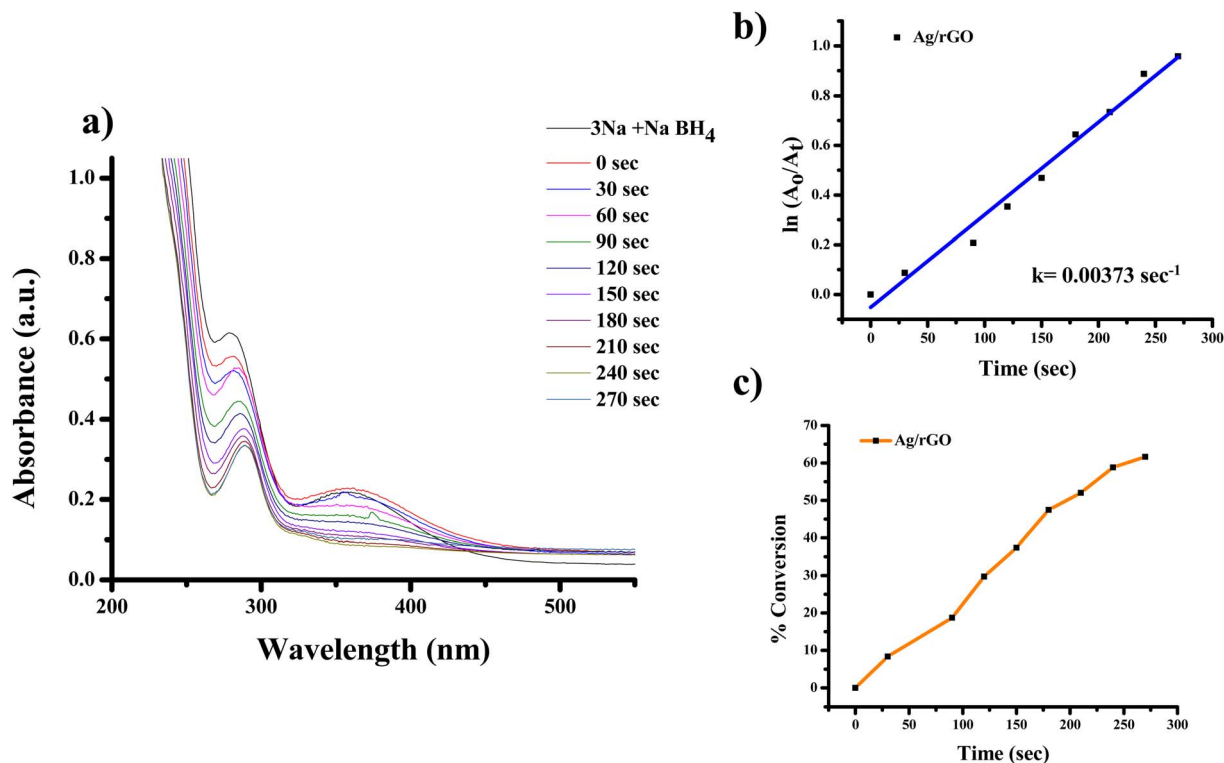 a)
3Na +Na BH₄
0 sec
30 sec
60 sec
90 sec
120 sec
150 sec
180 sec
210 sec
240 sec
270 sec
1.0
0.8
0.6
0.4
0.2
0.0
200
300
400
500
Absorbance (a.u.)
Wavelength (nm)
b)
Ag/rGO
1.0
0.8
0.6
0.4
0.2
0.0
ln (A₀/Aₜ)
k= 0.00373 sec⁻¹
0
50
100
150
200
250
300
Time (sec)
c)
Ag/rGO
70
60
50
40
30
20
10
0
% Conversion
0
50
100
150
200
250
300
Time (sec)